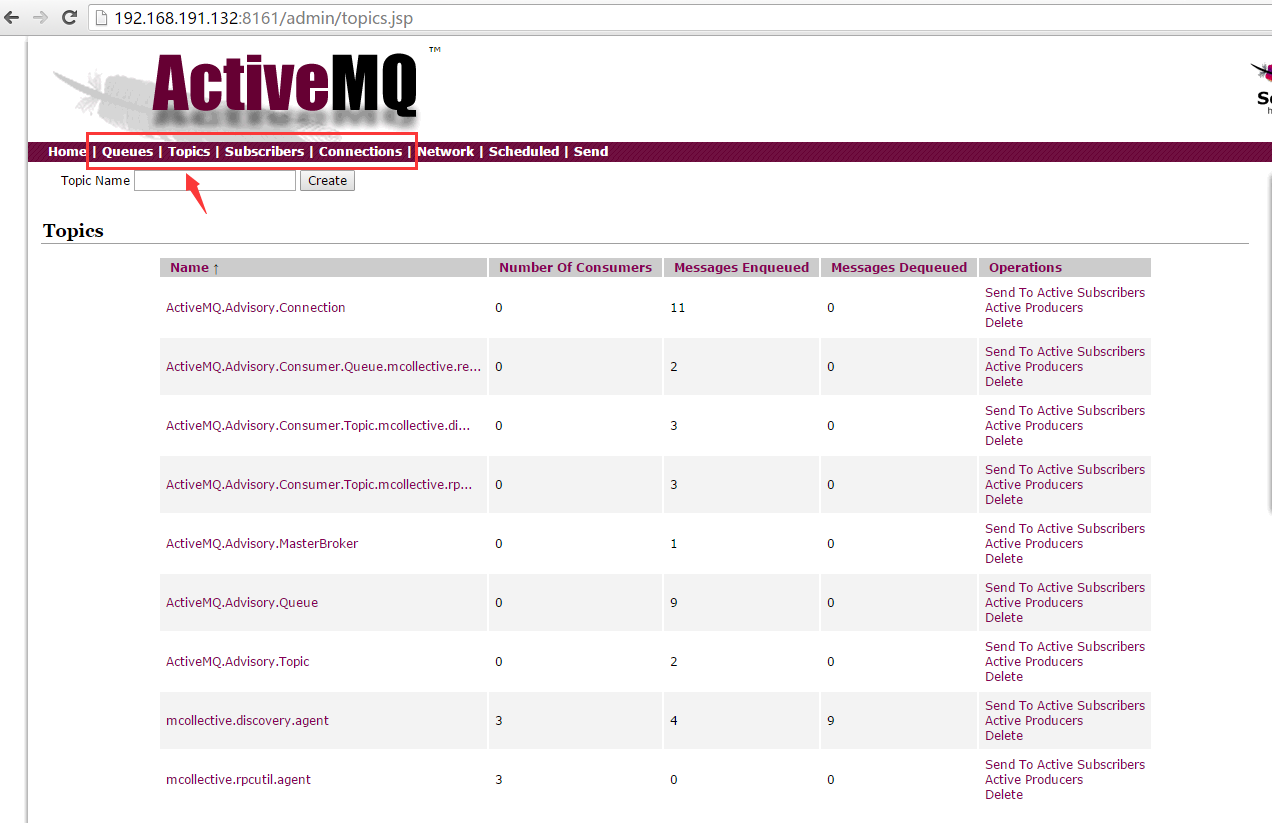 192.168.191.132:8161/admin/topics.jsp
ActiveMQ ™
Home | Queues | Topics | Subscribers | Connections | Network | Scheduled | Send
Topic Name Create
Topics
Name ↑ Number Of Consumers Messages Enqueued Messages Dequeued Operations
ActiveMQ.Advisory.Connection 0 11 0 Send To Active Subscribers
Active Producers
Delete
ActiveMQ.Advisory.Consumer.Queue.mcollective.re... 0 2 0 Send To Active Subscribers
Active Producers
Delete
ActiveMQ.Advisory.Consumer.Topic.mcollective.di... 0 3 0 Send To Active Subscribers
Active Producers
Delete
ActiveMQ.Advisory.Consumer.Topic.mcollective.rp... 0 3 0 Send To Active Subscribers
Active Producers
Delete
ActiveMQ.Advisory.MasterBroker 0 1 0 Send To Active Subscribers
Active Producers
Delete
ActiveMQ.Advisory.Queue 0 9 0 Send To Active Subscribers
Active Producers
Delete
ActiveMQ.Advisory.Topic 0 2 0 Send To Active Subscribers
Active Producers
Delete
mcollective.discovery.agent 3 4 9 Send To Active Subscribers
Active Producers
Delete
mcollective.rpcutil.agent 3 0 0 Send To Active Subscribers
Active Producers
Delete